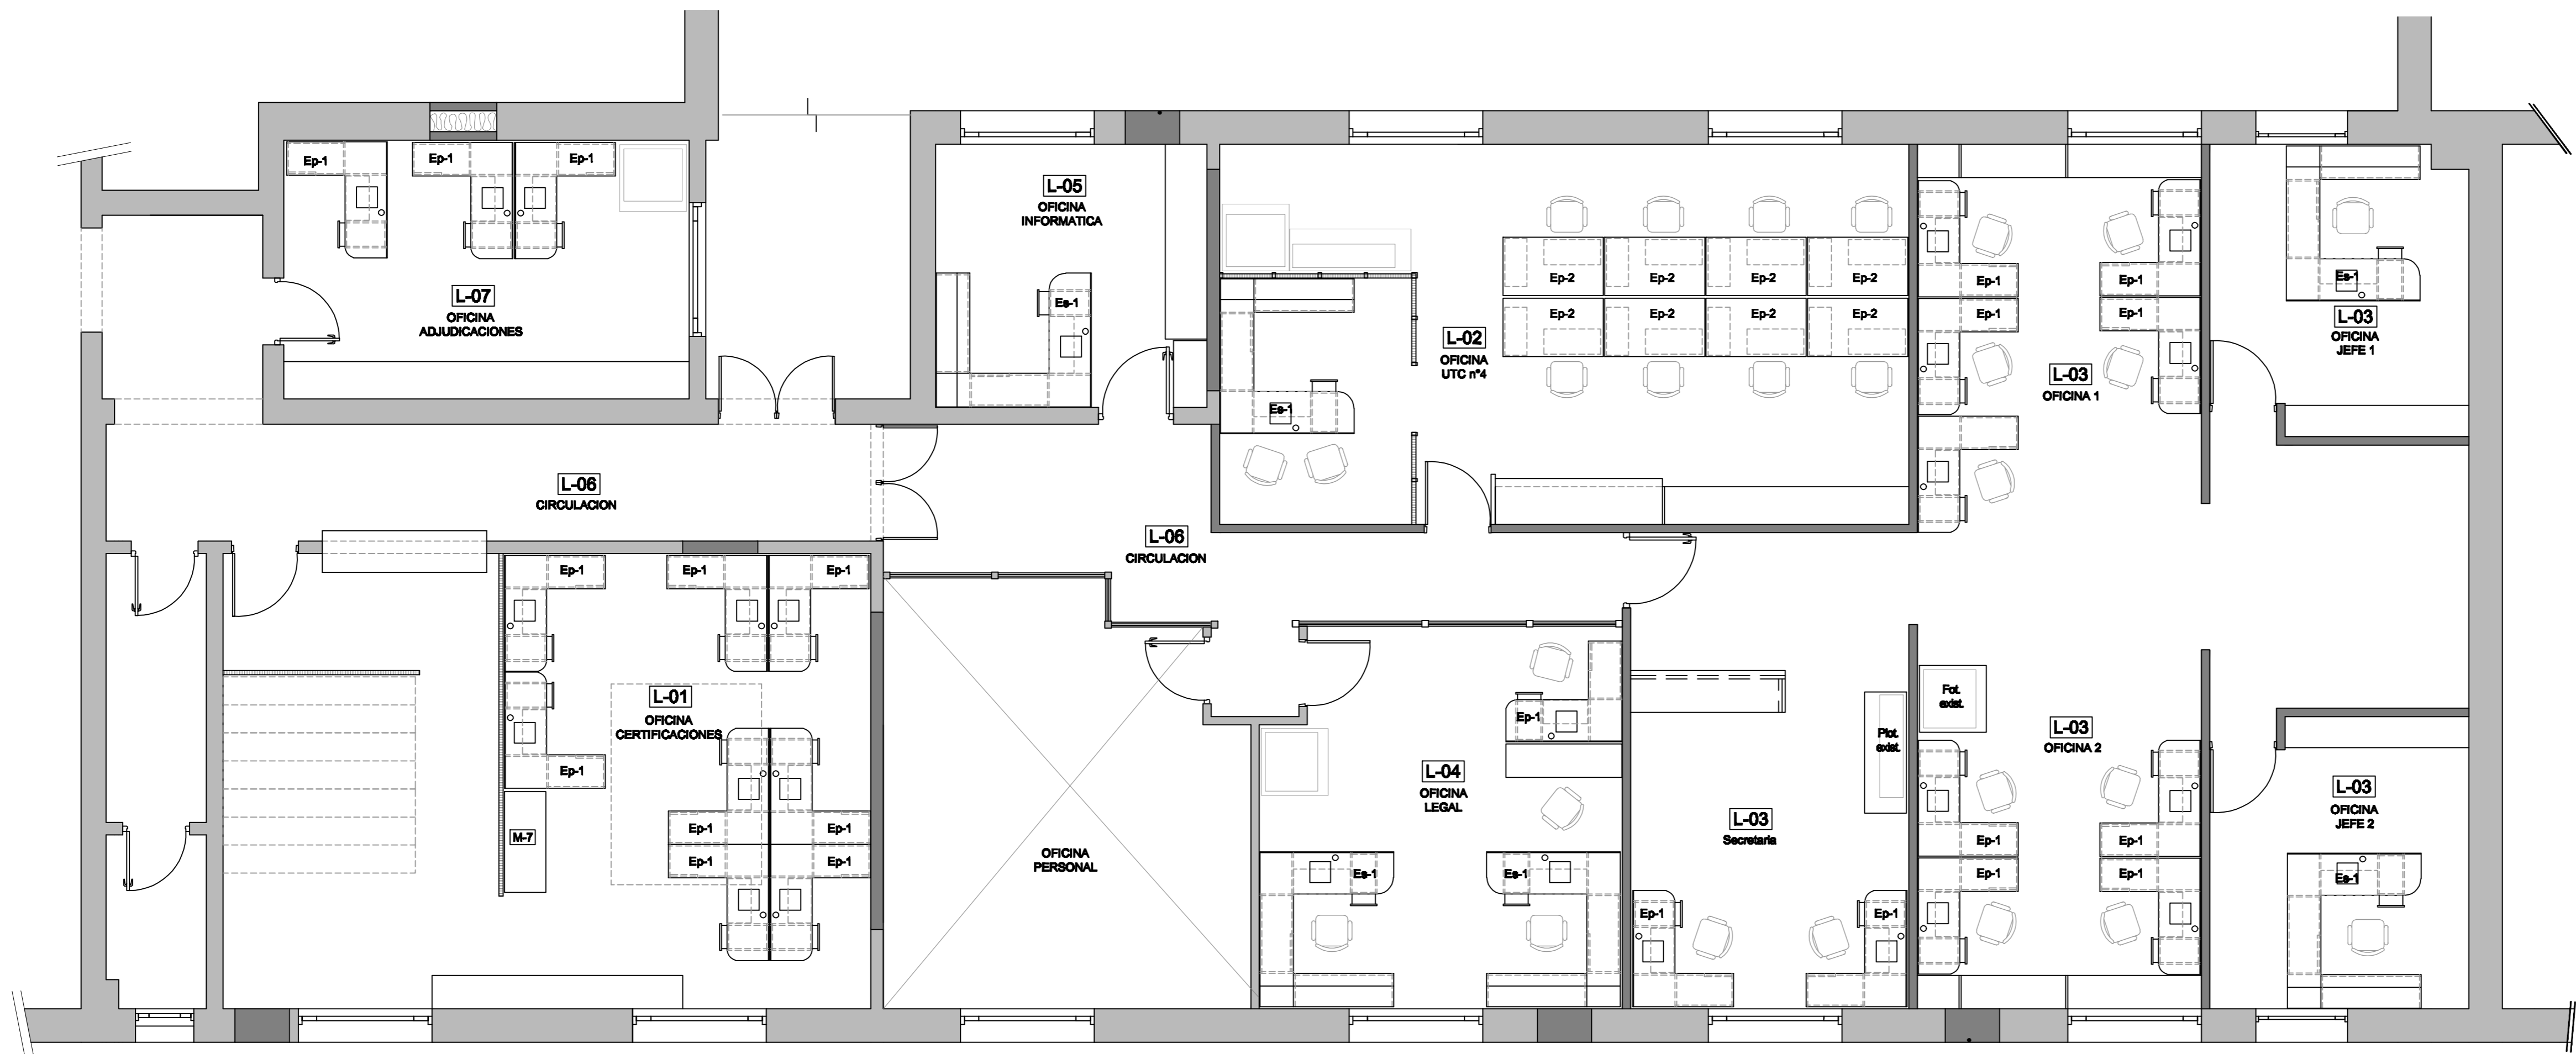 Ep-1
Ep-1
Ep-1
L-07
OFICINA
ADJUDICACIONES
L-05
OFICINA
INFORMATICA
Es-1
Ep-2
Ep-2
Ep-2
Ep-2
Ep-2
Ep-2
Ep-2
Ep-2
L-02
OFICINA
UTC n°4
Es-1
Ep-1
Ep-1
Ep-1
Ep-1
L-03
OFICINA 1
Es-1
L-03
OFICINA
JEFE 1
L-06
CIRCULACION
L-06
CIRCULACION
Ep-1
Ep-1
Ep-1
L-01
OFICINA
CERTIFICACIONES
Ep-1
M-7
Ep-1
Ep-1
Ep-1
Ep-1
OFICINA
PERSONAL
Ep-1
L-04
OFICINA
LEGAL
Es-1
Es-1
Plot.
exist.
L-03
Secretaria
Ep-1
Ep-1
Fot.
exist.
L-03
OFICINA 2
Ep-1
Ep-1
Ep-1
Ep-1
L-03
OFICINA
JEFE 2
Es-1